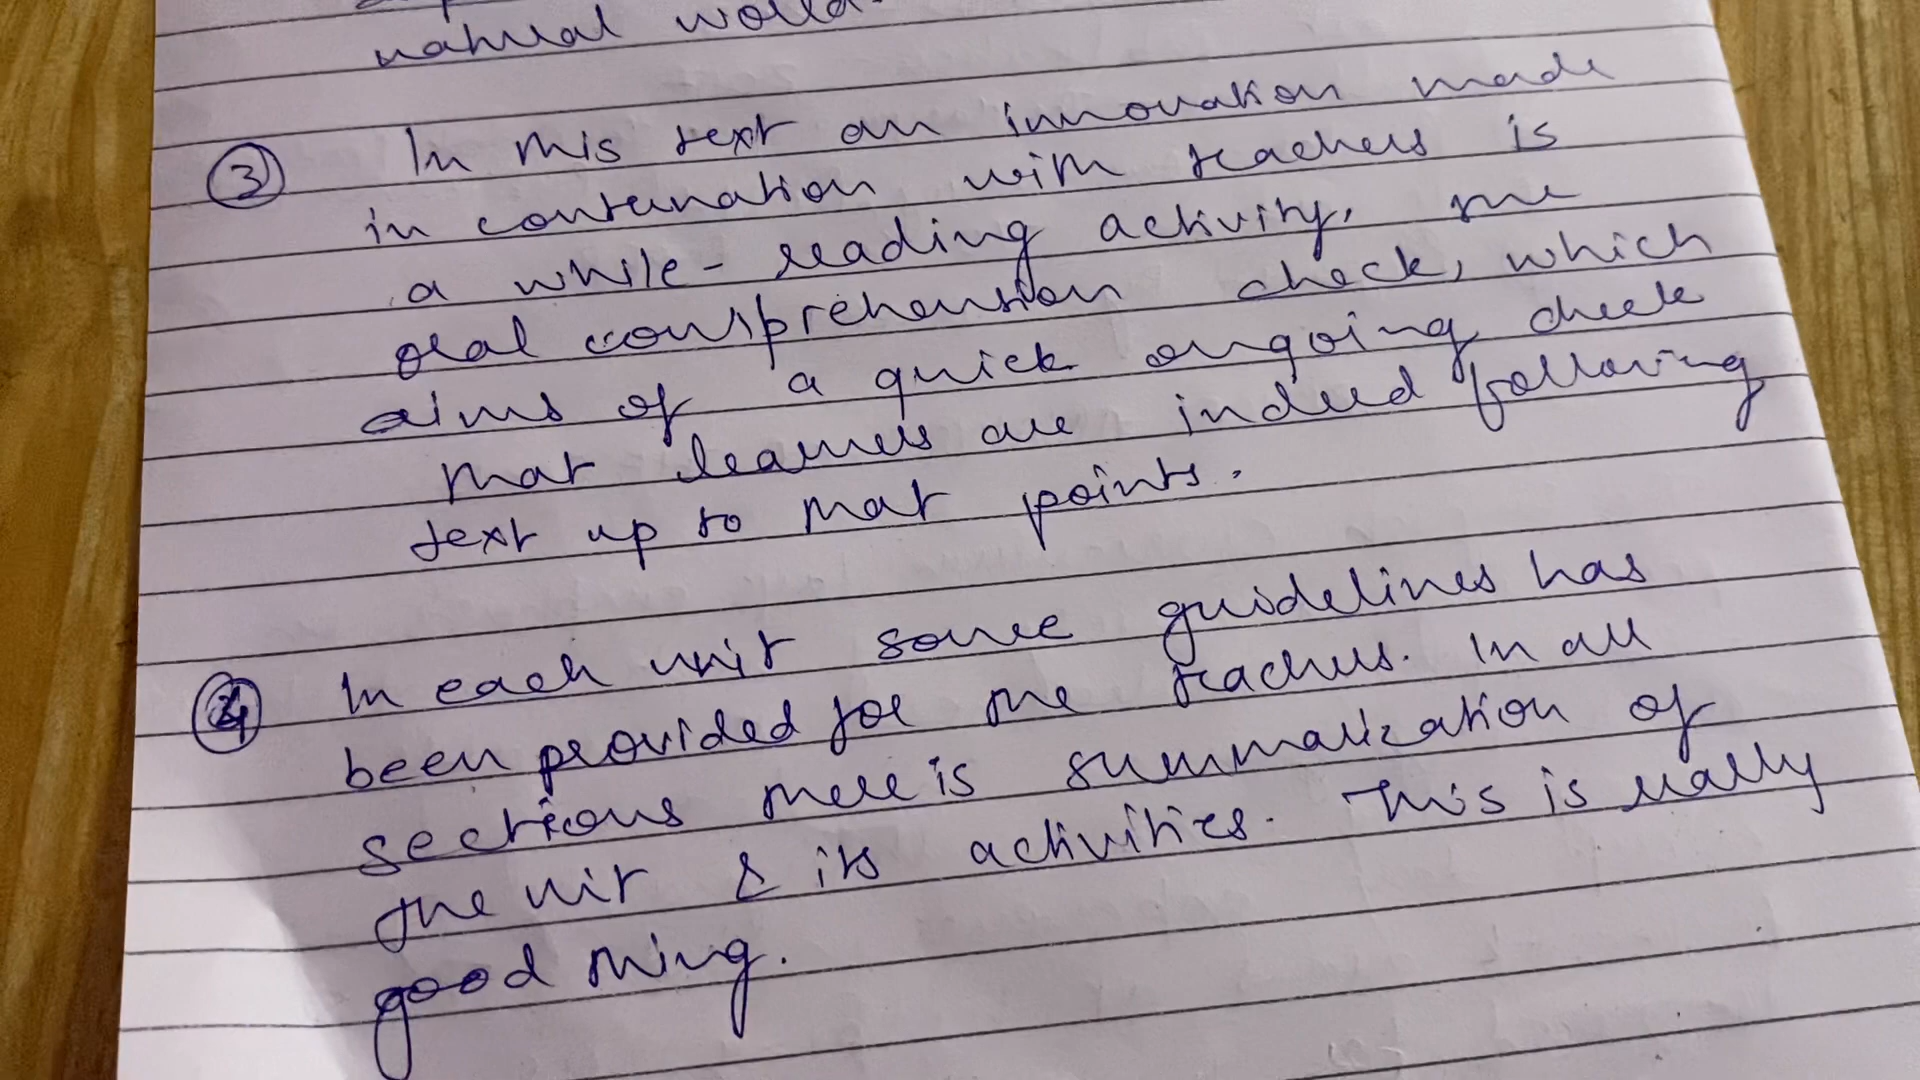 natural world.
③ In this text an innovation made
in contrnation with teachers is
a while-reading activity, the
oral comprehension check, which
aims of a quick ongoing check
that learners are indeed following
text up to that points.
④ In each unit some guidelines has
been provided for the teachers. In all
sections there is summarization of
the unit & its activities. This is really
good thing.